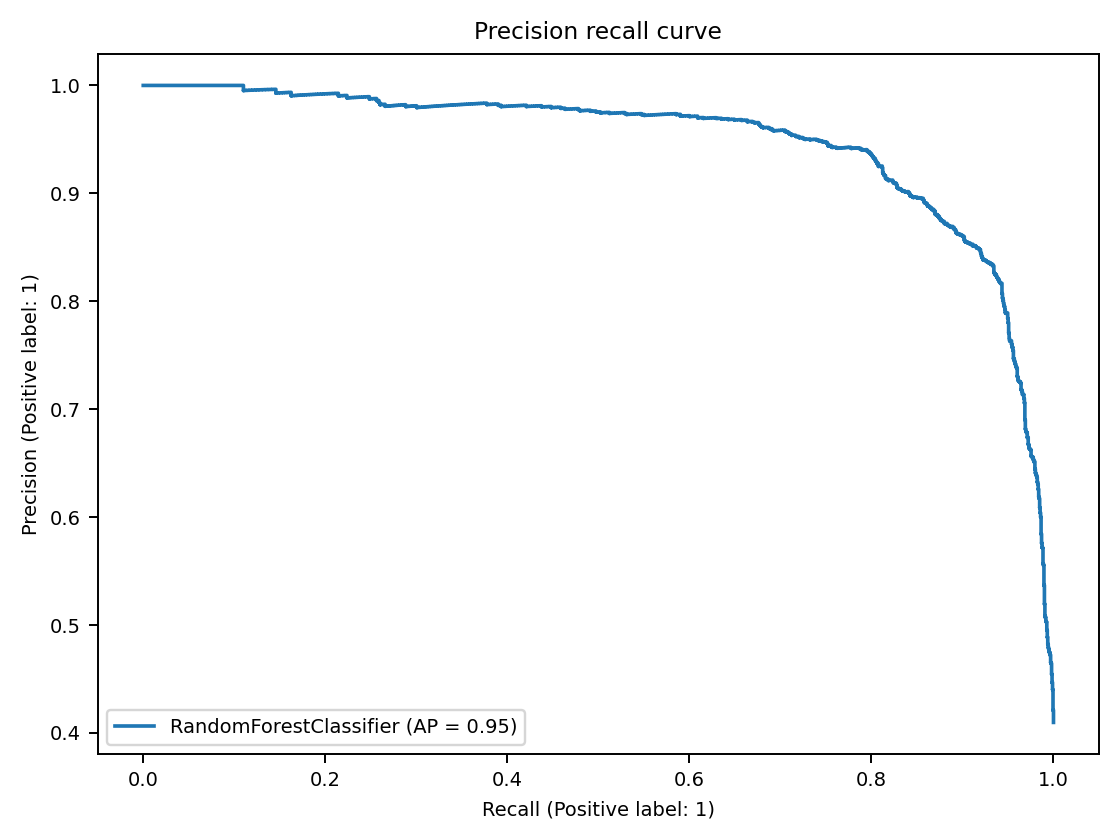 Precision recall curve
1.0
0.9
0.8
0.7
0.6
0.5
0.4
Precision (Positive label: 1)
RandomForestClassifier (AP = 0.95)
0.0 0.2 0.4 0.6 0.8 1.0
Recall (Positive label: 1)